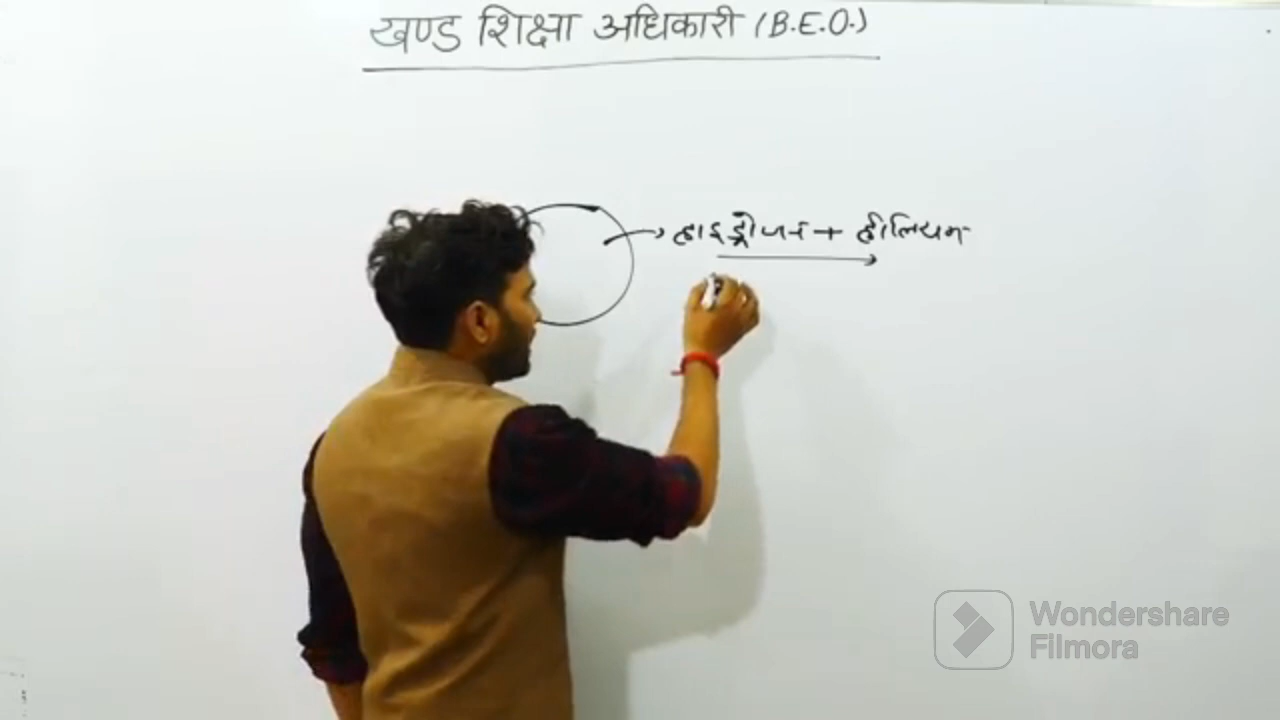 खण्ड शिक्षा अधिकारी (B.E.O.)
हाइड्रोजन + हीलियम
Wondershare
Filmora